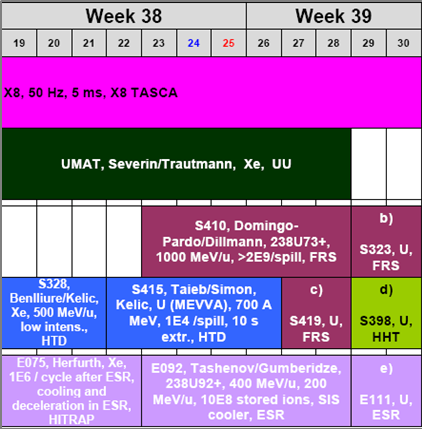 Week 38 Week 39
19 20 21 22 23 24 25 26 27 28 29 30
X8, 50 Hz, 5 ms, X8 TASCA
UMAT, Severin/Trautmann, Xe, UU
S410, Domingo-
Pardo/Dillmann, 238U73+,
1000 MeV/u, >2E9/spill, FRS
b)
S323, U,
FRS
S328,
Benlliure/Kelic,
Xe, 500 MeV/u,
low intens.,
HTD
S415, Taieb/Simon,
Kelic, U (MEVVA), 700 A
MeV, 1E4 /spill, 10 s
extr., HTD
c)
S419, U,
FRS
d)
S398, U,
HHT
E075, Herfurth, Xe,
1E6 / cycle after ESR,
cooling and
deceleration in ESR,
HITRAP
E092, Tashenov/Gumberidze,
238U92+, 400 MeV/u, 200
MeV/u, 10E8 stored ions, SIS
cooler, ESR
e)
E111, U,
ESR